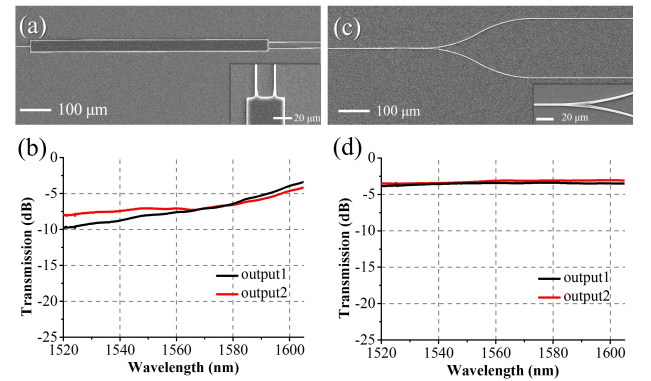 (a)
100 μm
20 μm
(c)
100 μm
20 μm
(b)
Transmission (dB)
0
-5
-10
-15
-20
-25
output1
output2
1520
1540
1560
1580
1600
Wavelength (nm)
(d)
Transmission (dB)
0
-5
-10
-15
-20
-25
output1
output2
1520
1540
1560
1580
1600
Wavelength (nm)